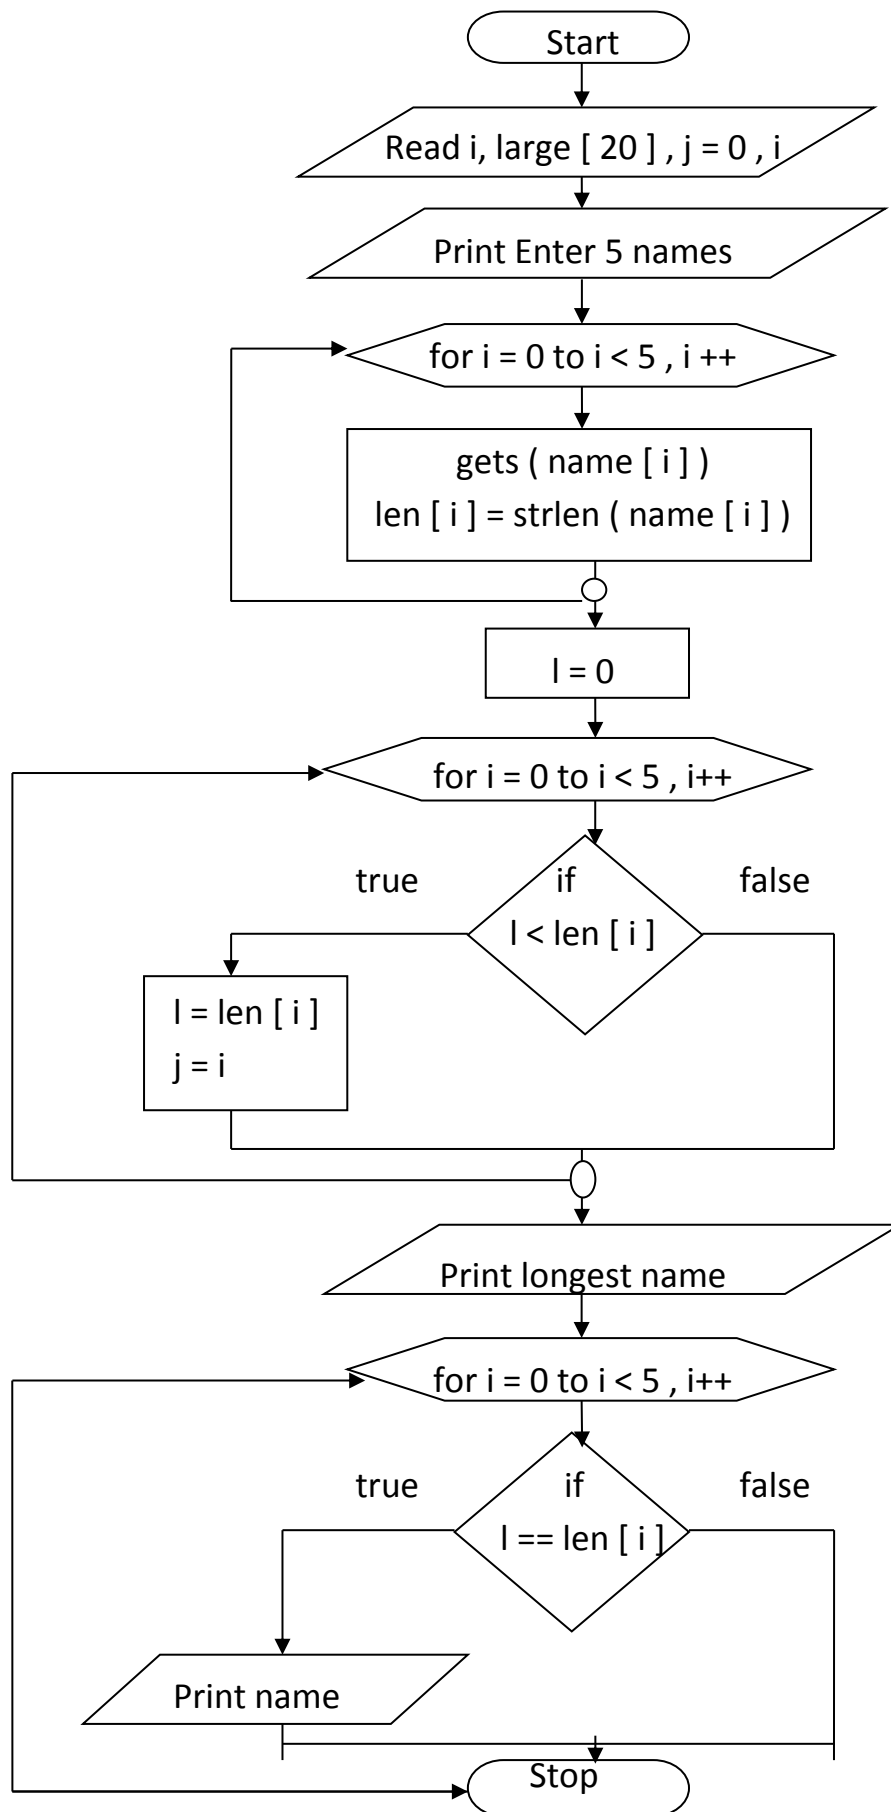 Start
Read i, large [ 20 ] , j = 0 , i
Print Enter 5 names
for i = 0 to i < 5 , i ++
gets ( name [ i ] )
len [ i ] = strlen ( name [ i ] )
l = 0
for i = 0 to i < 5 , i++
true if false
l < len [ i ]
l = len [ i ]
j = i
Print longest name
for i = 0 to i < 5 , i++
true if false
l == len [ i ]
Print name
Stop